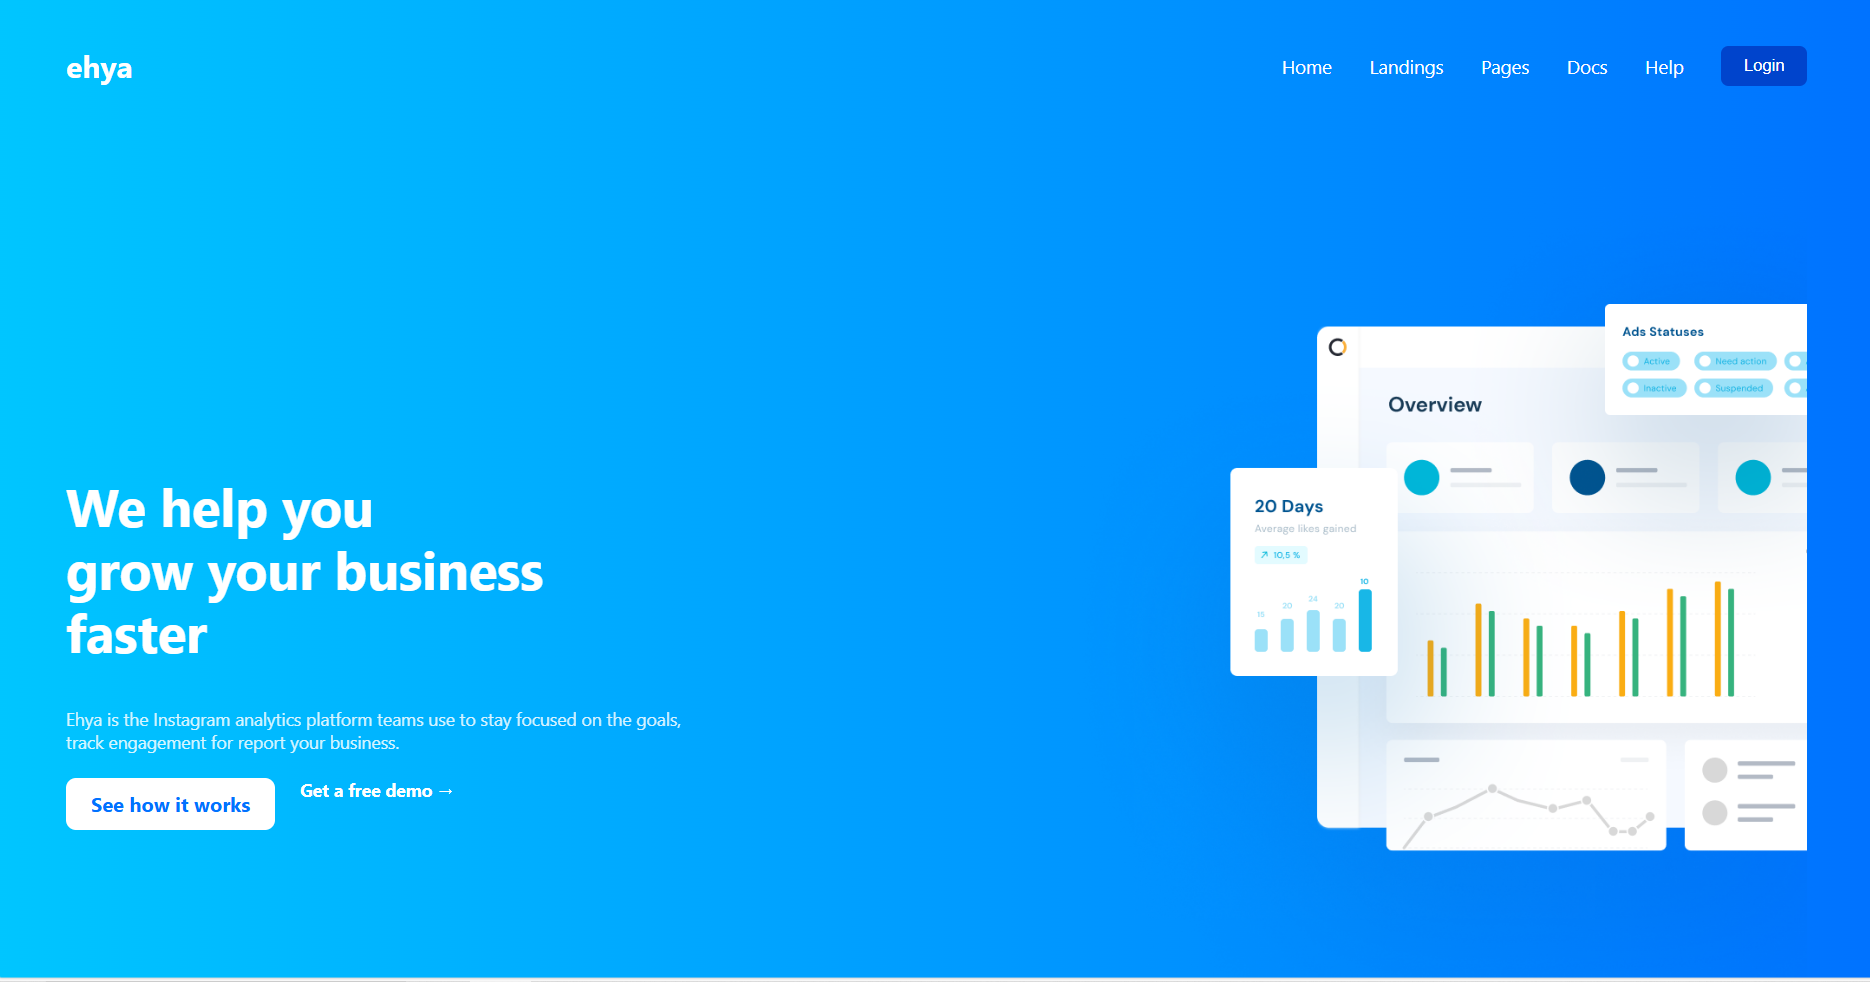 ehya
Home Landings Pages Docs Help Login
We help you
grow your business
faster
Ehya is the Instagram analytics platform teams use to stay focused on the goals,
track engagement for report your business.
See how it works
Get a free demo →
Ads Statuses
Active Need action
Inactive Suspended
Overview
20 Days
Average likes gained
↗ 10,5 %
15 20 24 20 10